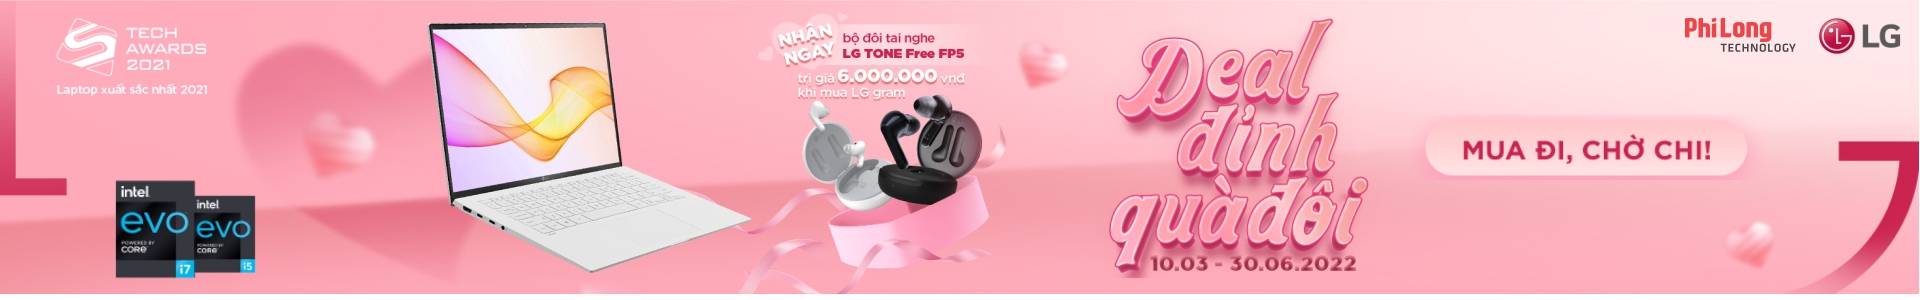 TECH
AWARDS
2021
Laptop xuất sắc nhất 2021
intel
evo
POWERED BY
CORE
i7
intel
evo
POWERED BY
CORE
i5
NHẬN
NGAY
bộ đôi tai nghe
LG TONE Free FP5
trị giá 6.000.000 vnđ
khi mua LG gram
Deal
đỉnh
quà đôi
10.03 - 30.06.2022
PhiLong
TECHNOLOGY
LG
MUA ĐI, CHỜ CHI!